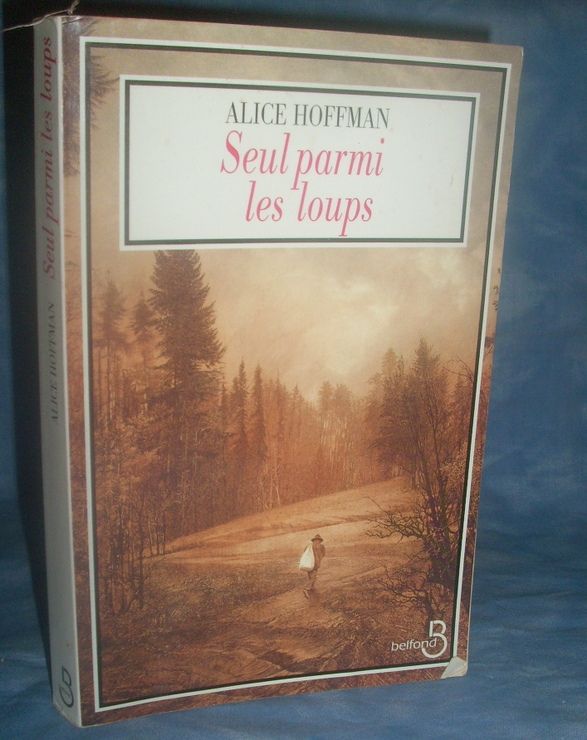 ALICE HOFFMAN
Seul parmi
les loups
belfond
ALICE HOFFMAN Seul parmi les loups